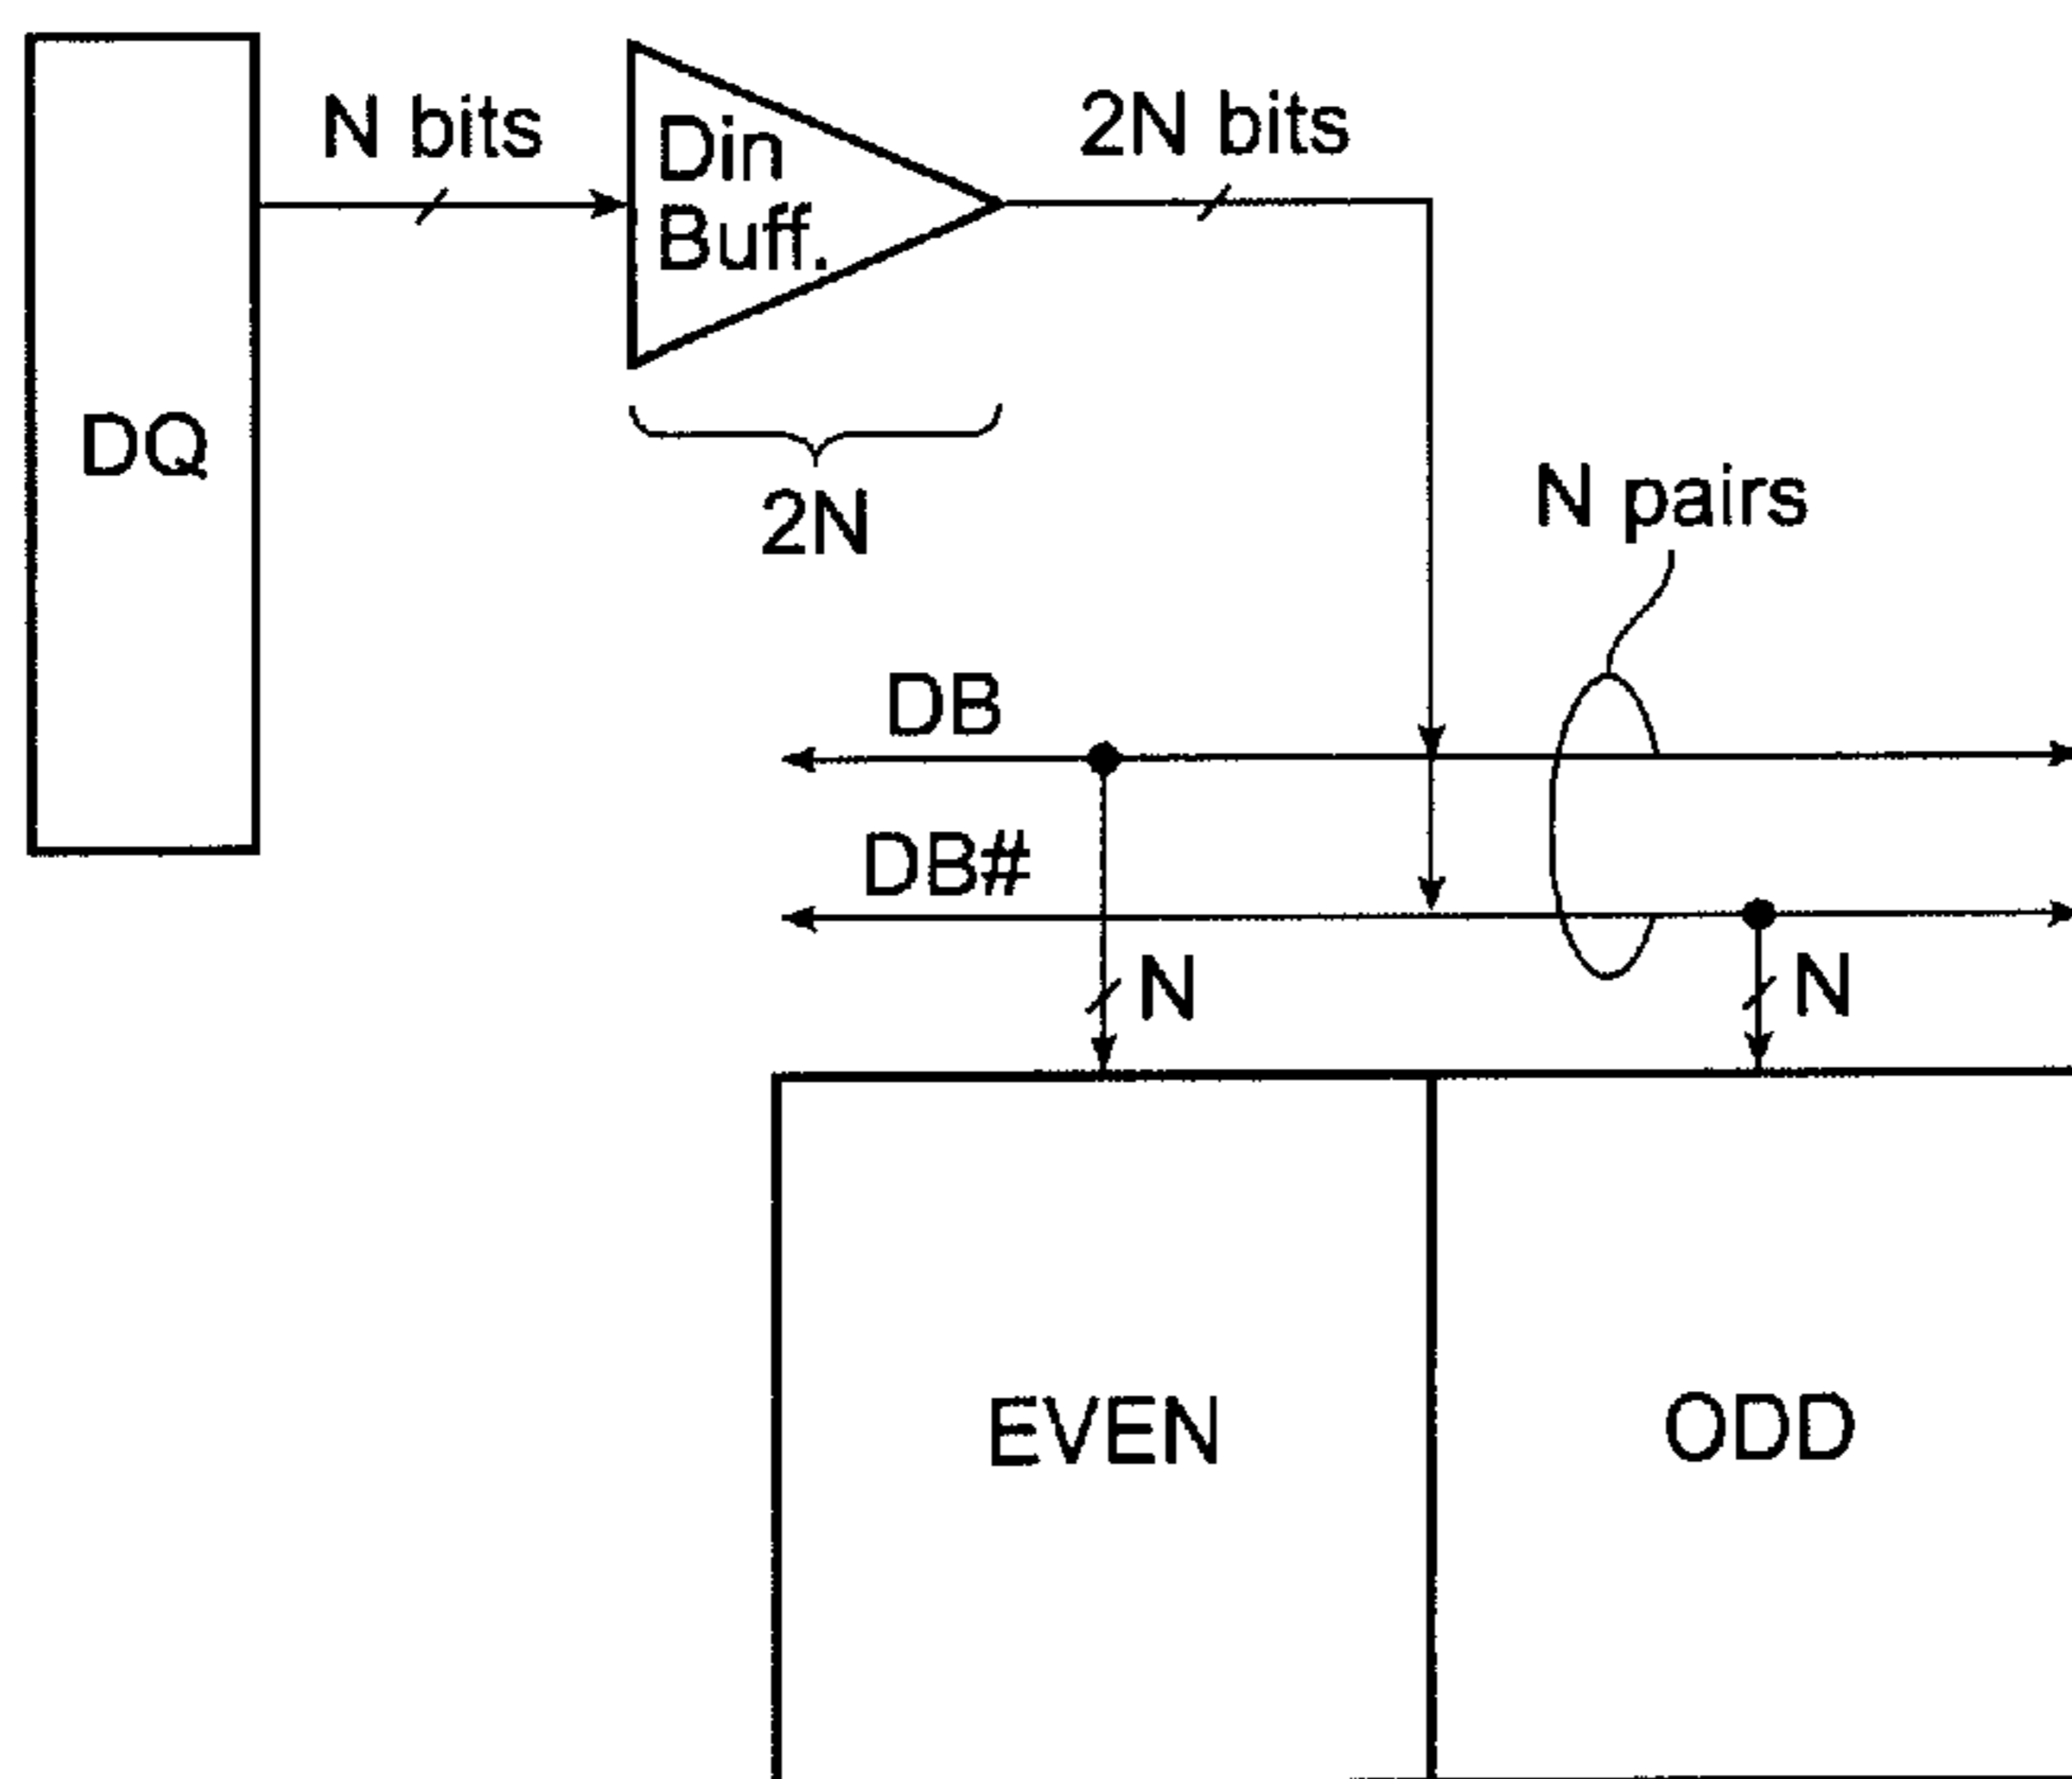 N bits
Din
Buff.
2N bits
DQ
2N
N pairs
DB
DB#
N
N
EVEN
ODD